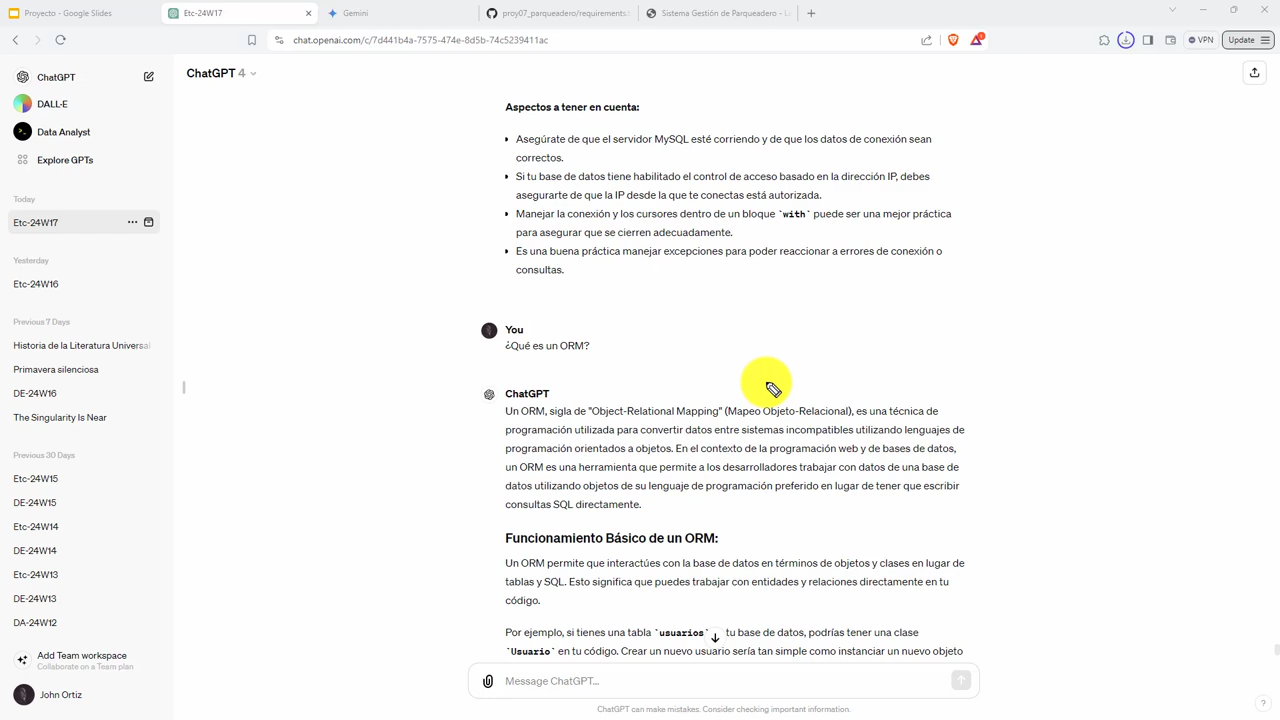 Proyecto - Google Slides
Etc-24W17
Gemini
proy07_parqueadero/requirements.
Sistema Gestión de Parqueadero - L
chat.openai.com/c/7d441b4a-7575-474e-8d5b-74c5239411ac
VPN
Update
ChatGPT
DALL·E
Data Analyst
Explore GPTs
Today
Etc-24W17
Yesterday
Etc-24W16
Previous 7 Days
Historia de la Literatura Universal
Primavera silenciosa
DE-24W16
The Singularity Is Near
Previous 30 Days
Etc-24W15
DE-24W15
Etc-24W14
DE-24W14
Etc-24W13
DE-24W13
DA-24W12
Add Team workspace
Collaborate on a Team plan
John Ortiz
ChatGPT 4
Aspectos a tener en cuenta:
• Asegúrate de que el servidor MySQL esté corriendo y de que los datos de conexión sean
correctos.
• Si tu base de datos tiene habilitado el control de acceso basado en la dirección IP, debes
asegurarte de que la IP desde la que te conectas está autorizada.
• Manejar la conexión y los cursores dentro de un bloque `with` puede ser una mejor práctica
para asegurar que se cierren adecuadamente.
• Es una buena práctica manejar excepciones para poder reaccionar a errores de conexión o
consultas.
You
¿Qué es un ORM?
ChatGPT
Un ORM, sigla de "Object-Relational Mapping" (Mapeo Objeto-Relacional), es una técnica de
programación utilizada para convertir datos entre sistemas incompatibles utilizando lenguajes de
programación orientados a objetos. En el contexto de la programación web y de bases de datos,
un ORM es una herramienta que permite a los desarrolladores trabajar con datos de una base de
datos utilizando objetos de su lenguaje de programación preferido en lugar de tener que escribir
consultas SQL directamente.
Funcionamiento Básico de un ORM:
Un ORM permite que interactúes con la base de datos en términos de objetos y clases en lugar de
tablas y SQL. Esto significa que puedes trabajar con entidades y relaciones directamente en tu
código.
Por ejemplo, si tienes una tabla `usuarios` tu base de datos, podrías tener una clase
`Usuario` en tu código. Crear un nuevo usuario sería tan simple como instanciar un nuevo objeto
Message ChatGPT...
ChatGPT can make mistakes. Consider checking important information.
?